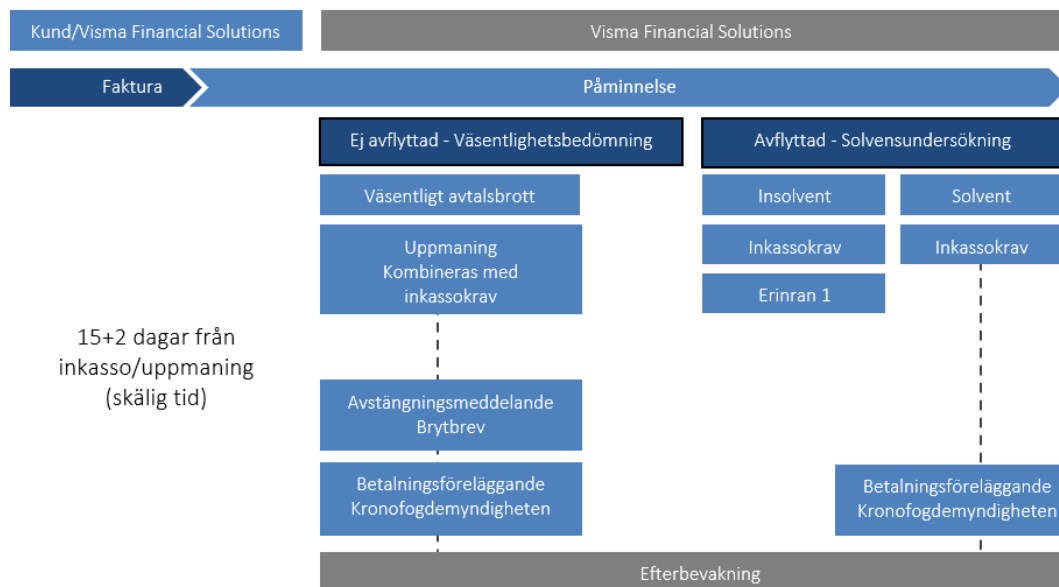 Kund/Visma Financial Solutions
Visma Financial Solutions
Faktura
Påminnelse
Ej avflyttad - Väsentlighetsbedömning
Avflyttad - Solvensundersökning
Väsentligt avtalsbrott
Insolvent
Solvent
Uppmaning
Kombineras med
inkassokrav
Inkassokrav
Inkassokrav
Erinran 1
15+2 dagar från
inkasso/uppmaning
(skälig tid)
Avstängningsmeddelande
Brytbrev
Betalningsföreläggande
Kronofogdemyndigheten
Betalningsföreläggande
Kronofogdemyndigheten
Efterbevakning